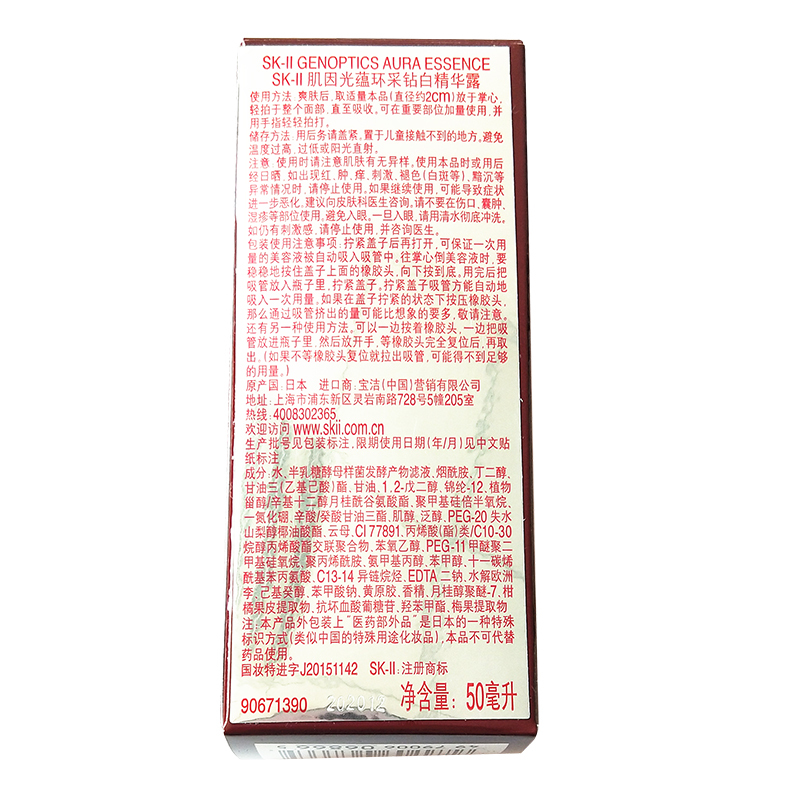 SK-II GENOPTICS AURA ESSENCE
SK-II 肌因光蕴环采钻白精华露
使用方法:爽肤后,取适量本品(直径约2cm)放于掌心,
轻拍于整个面部,直至吸收。可在重要部位加量使用,并
用手指轻轻拍打。
储存方法:用后务请盖紧。置于儿童接触不到的地方。避免
温度过高,过低或阳光直射。
注意:使用时请注意肌肤有无异样。使用本品时或用后
经日晒,如出现红,肿,痒,刺激,褪色(白斑等),黯沉等
异常情况时,请停止使用。如果继续使用,可能导致症状
进一步恶化,建议向皮肤科医生咨询。请不要在伤口,囊肿,
湿疹等部位使用。避免入眼。一旦入眼,请用清水彻底冲洗。
如仍有刺激感,请停止使用,并咨询医生。
包装使用注意事项:拧紧盖子后再打开,可保证一次用
量的美容液被自动吸入吸管中。往掌心倒美容液时,要
稳稳地按住盖子上面的橡胶头,向下按到底。用完后把
吸管放入瓶子里,拧紧盖子。拧紧盖子吸管方能自动地
吸入一次用量。如果在盖子拧紧的状态下按压橡胶头,
那么通过吸管挤出的量可能比想象的要多,敬请注意。
还有另一种使用方法。可以一边按着橡胶头,一边把吸
管放进瓶子里,然后放开手,等橡胶头完全复位后,再取
出。(如果不等橡胶头复位就拉出吸管,可能得不到足够
的用量。)
原产国:日本 进口商:宝洁(中国)营销有限公司
地址:上海市浦东新区灵岩南路728号5幢205室
热线:4008302365
欢迎访问 www.skii.com.cn
生产批号见包装标注,限期使用日期(年/月)见中文贴
纸标注
成分:水,半乳糖酵母样菌发酵产物滤液,烟酰胺,丁二醇,
甘油三(乙基己酸)酯,甘油,1,2-戊二醇,锦纶-12,植物
甾醇/辛基十二醇月桂酰谷氨酸酯,聚甲基硅倍半氧烷,
一氮化硼,辛酸/癸酸甘油三酯,肌醇,泛醇,PEG-20 失水
山梨醇椰油酸酯,云母,CI 77891,丙烯酸(酯)类/C10-30
烷醇丙烯酸酯交联聚合物,苯氧乙醇,PEG-11 甲醚聚二
甲基硅氧烷,聚丙烯酰胺,氨甲基丙醇,苯甲醇,十一碳烯
酰基苯丙氨酸,C13-14 异链烷烃,EDTA 二钠,水解欧洲
李,己基癸醇,苯甲酸钠,黄原胶,香精,月桂醇聚醚-7,柑
橘果皮提取物,抗坏血酸葡糖苷,羟苯甲酯,梅果提取物
注:本产品外包装上"医药部外品"是日本的一种特殊
标识方式(类似中国的特殊用途化妆品),本品不可代替
药品使用。
国妆特进字J20151142 SK-II:注册商标
90671390 202012 净含量:50毫升